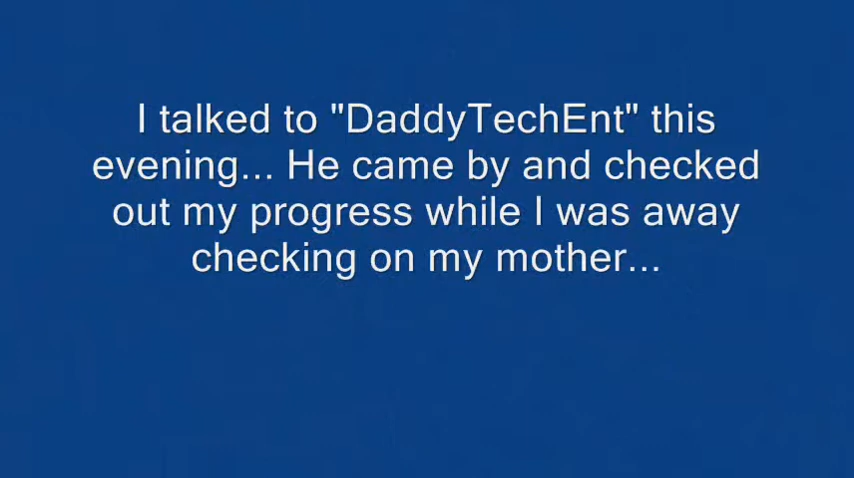 I talked to "DaddyTechEnt" this
evening... He came by and checked
out my progress while I was away
checking on my mother...